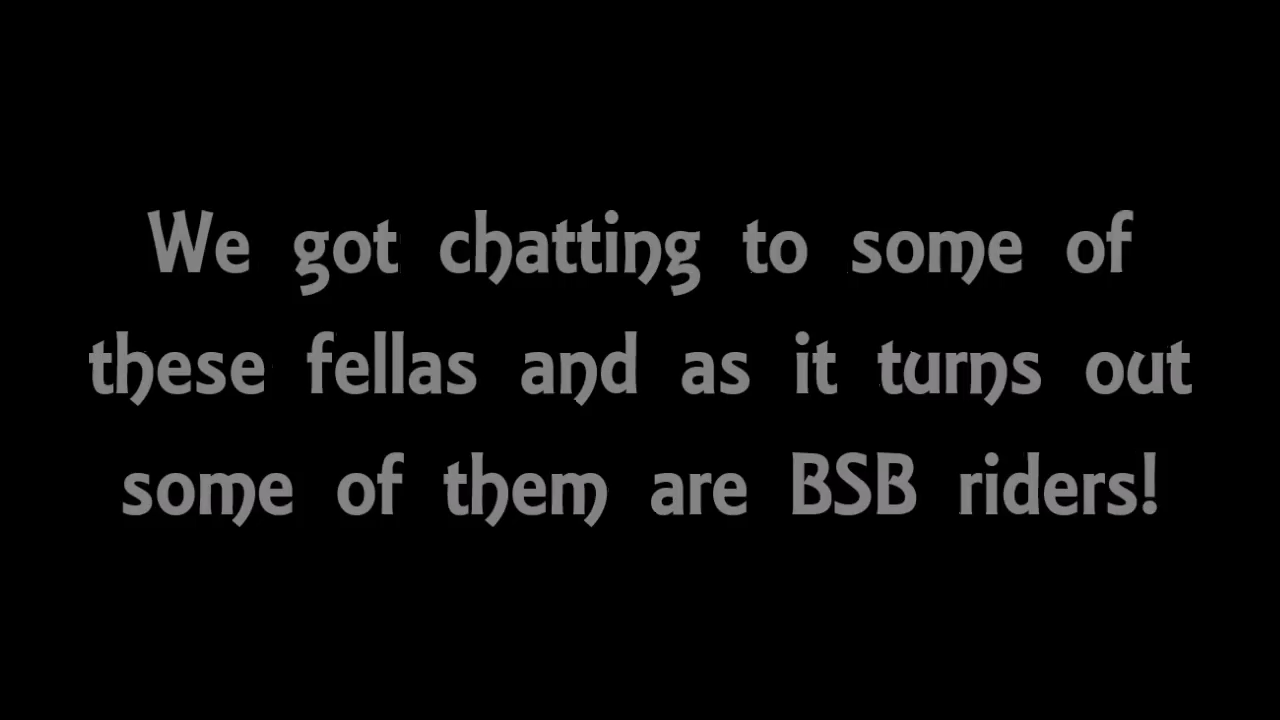 We got chatting to some of
these fellas and as it turns out
some of them are BSB riders!